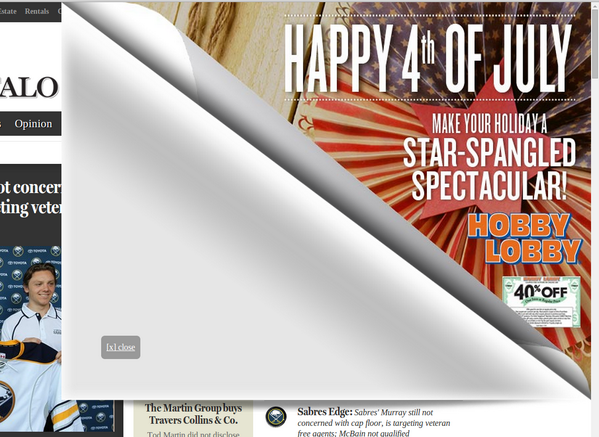 Estate Rentals
HAPPY 4th OF JULY
ALO
MAKE YOUR HOLIDAY A
Opinion
STAR-SPANGLED
SPECTACULAR!
ot concer
ting veter
HOBBY
LOBBY
40% OFF
TOYOTA
[x] close
The Martin Group buys
Travers Collins & Co.
Tod Martin did not disclose
Sabres Edge: Sabres' Murray still not
concerned with cap floor, is targeting veteran
free agents; McBain not qualified